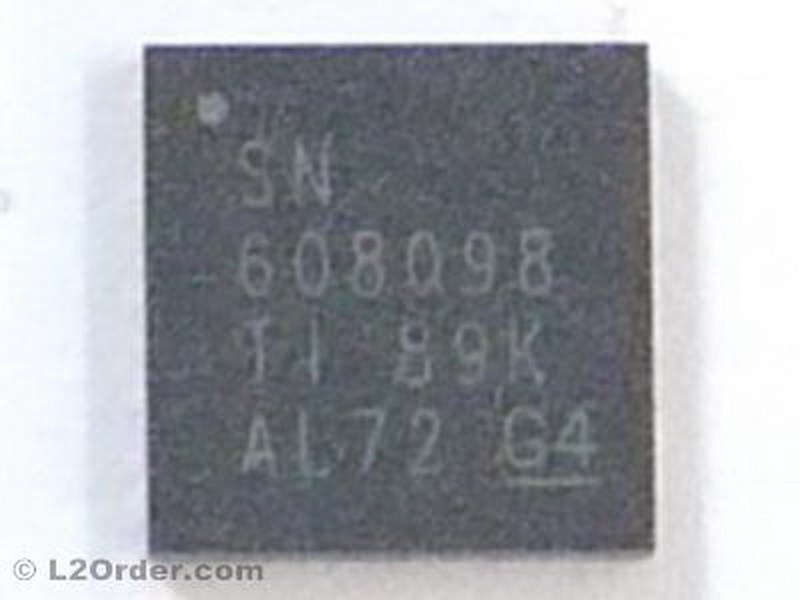 SN
608098
TI 89K
AL72 G4
© L2Order.com